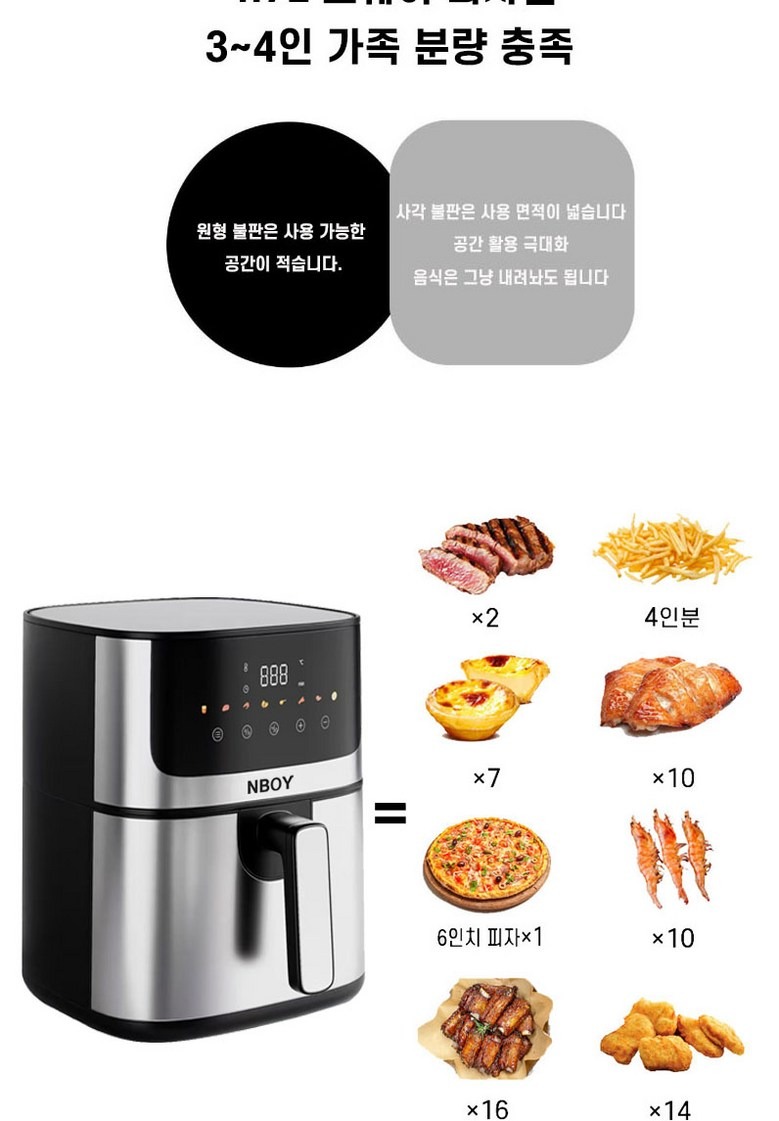 3~4인 가족 분량 충족
원형 불판은 사용 가능한
공간이 적습니다.
사각 불판은 사용 면적이 넓습니다
공간 활용 극대화
음식은 그냥 내려놔도 됩니다
×2
4인분
888
NBOY
=
×7
×10
6인치 피자×1
×10
×16
×14